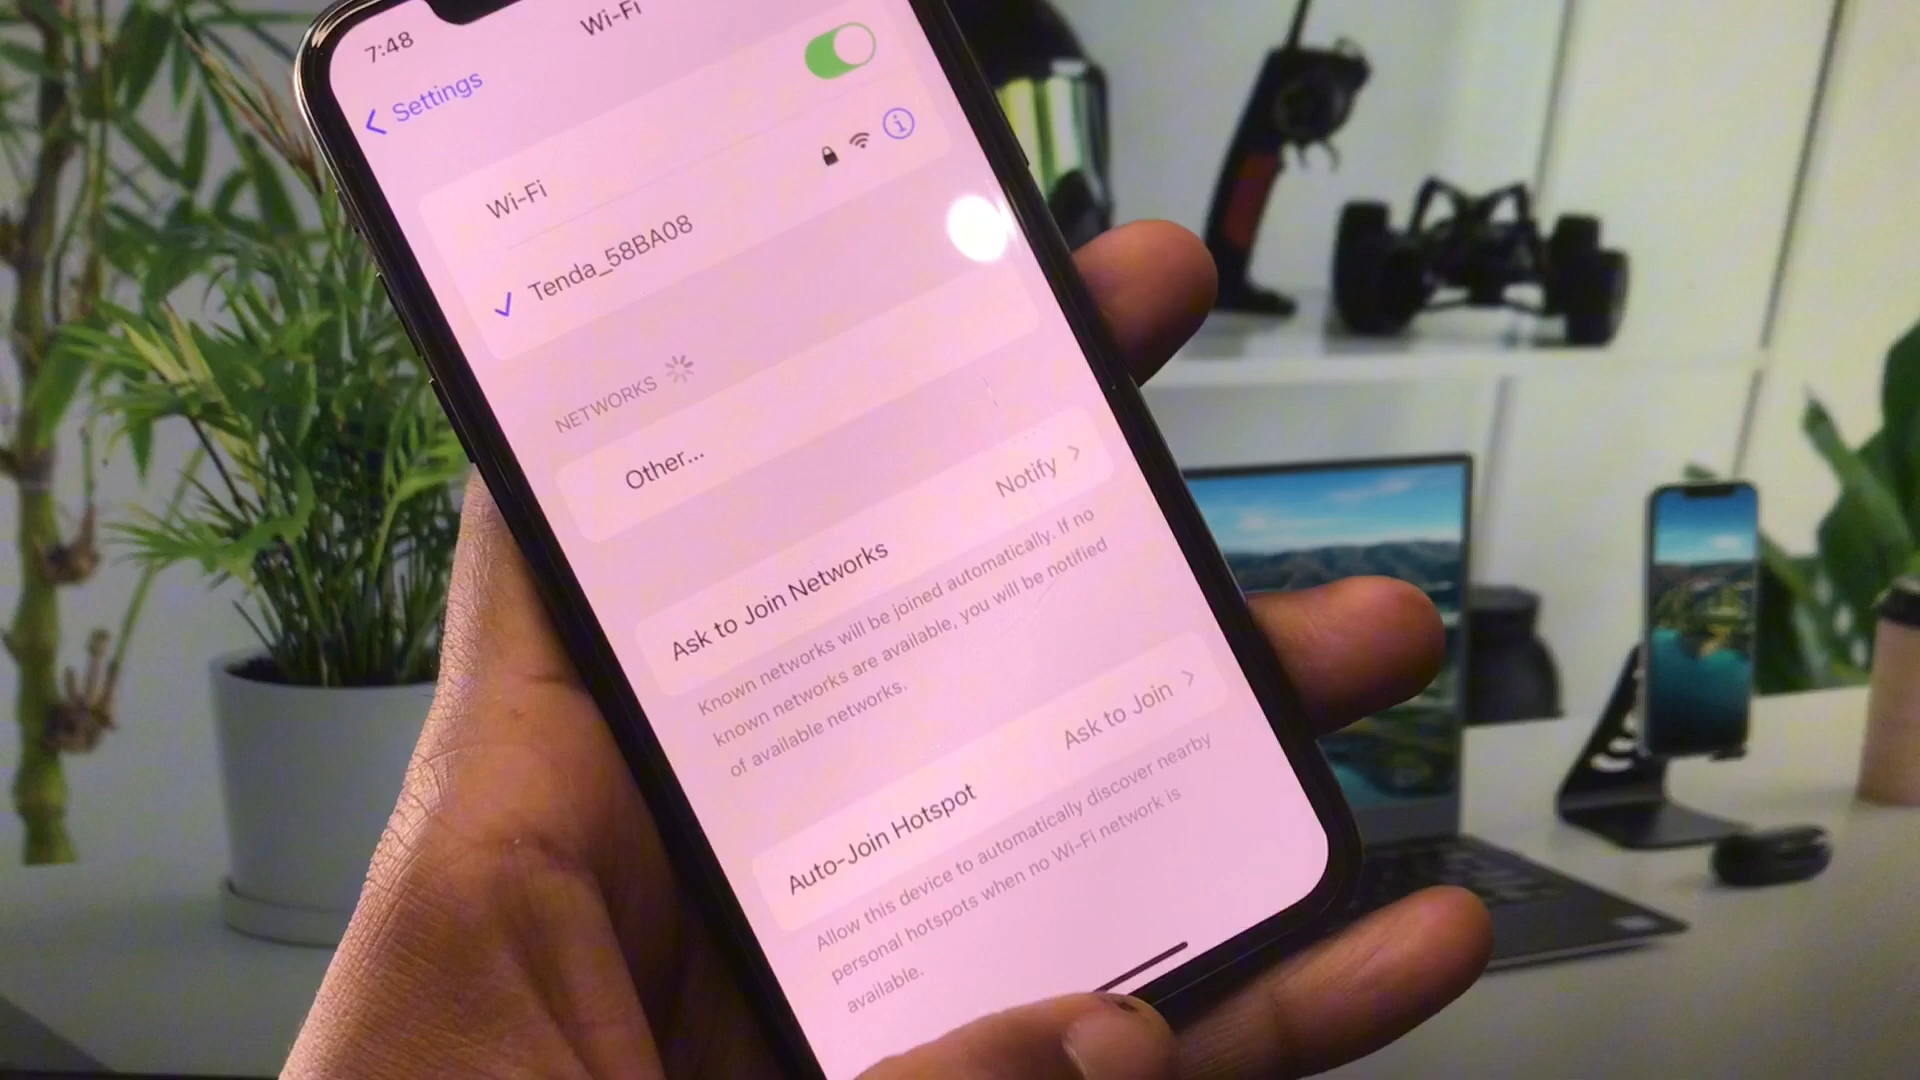 7:48
Wi-Fi
Settings
Wi-Fi
Tenda_58BA08
NETWORKS
Other...
Ask to Join Networks
Notify
Known networks will be joined automatically. If no
known networks are available, you will be notified
of available networks.
Auto-Join Hotspot
Ask to Join
Allow this device to automatically discover nearby
personal hotspots when no Wi-Fi network is
available.